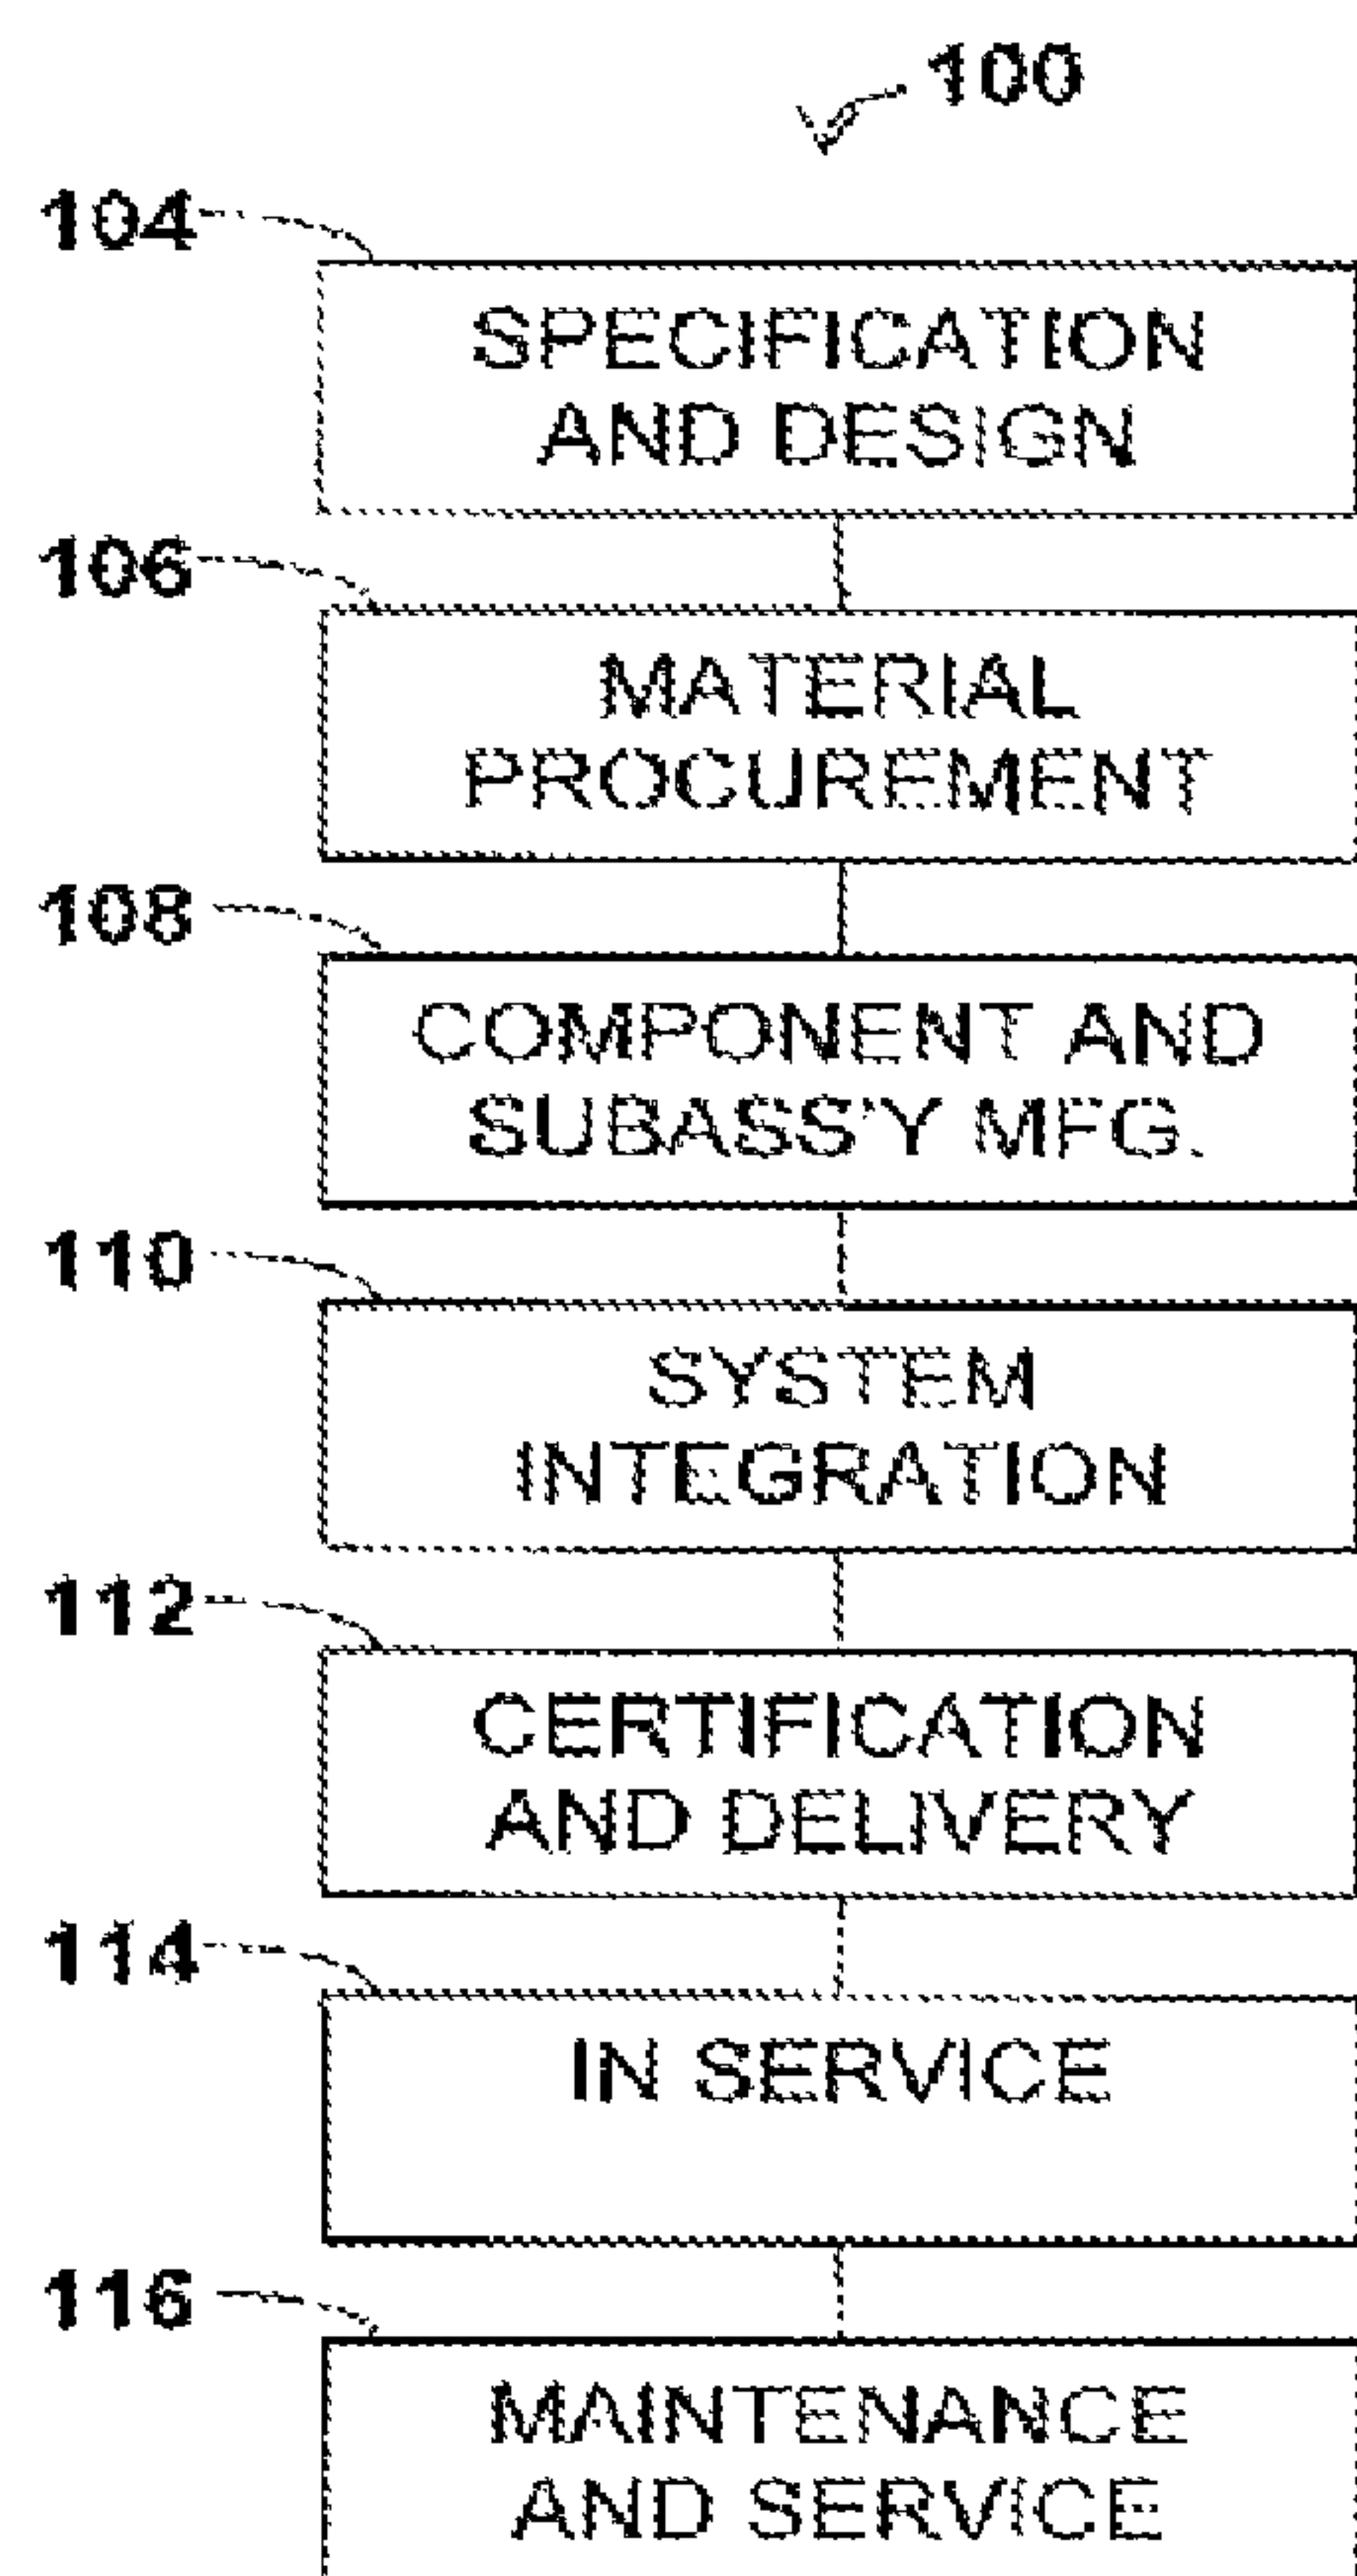 100
104
SPECIFICATION
AND DESIGN
106
MATERIAL
PROCUREMENT
108
COMPONENT AND
SUBASS'Y MFG.
110
SYSTEM
INTEGRATION
112
CERTIFICATION
AND DELIVERY
114
IN SERVICE
116
MAINTENANCE
AND SERVICE